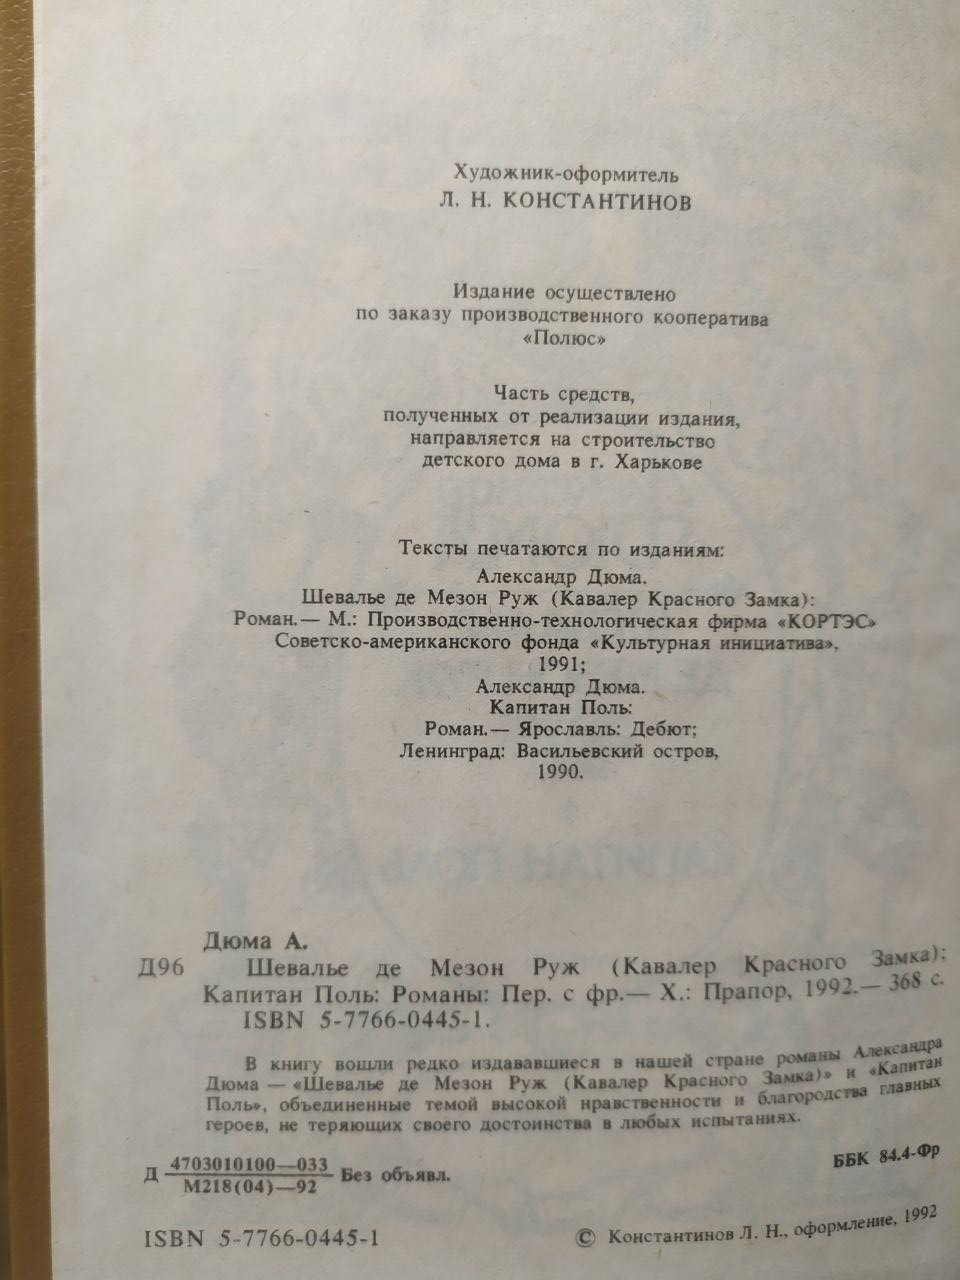 Художник-оформитель
Л. Н. КОНСТАНТИНОВ
Издание осуществлено
по заказу производственного кооператива
«Полюс»
Часть средств,
полученных от реализации издания,
направляется на строительство
детского дома в г. Харькове
Тексты печатаются по изданиям:
Александр Дюма.
Шевалье де Мезон Руж (Кавалер Красного Замка):
Роман.— М.: Производственно-технологическая фирма «КОРТЭС»
Советско-американского фонда «Культурная инициатива»,
1991;
Александр Дюма.
Капитан Поль:
Роман.— Ярославль: Дебют;
Ленинград: Васильевский остров,
1990.
Дюма А.
Д96 Шевалье де Мезон Руж (Кавалер Красного Замка);
Капитан Поль: Романы: Пер. с фр.— Х.: Прапор, 1992.— 368 с.
ISBN 5-7766-0445-1.
В книгу вошли редко издававшиеся в нашей стране романы Александра
Дюма — «Шевалье де Мезон Руж (Кавалер Красного Замка)» и «Капитан
Поль», объединенные темой высокой нравственности и благородства главных
героев, не теряющих своего достоинства в любых испытаниях.
Д 4703010100—033
М218(04)—92 Без объявл.
ББК 84.4-Фр
ISBN 5-7766-0445-1
© Константинов Л. Н., оформление, 1992